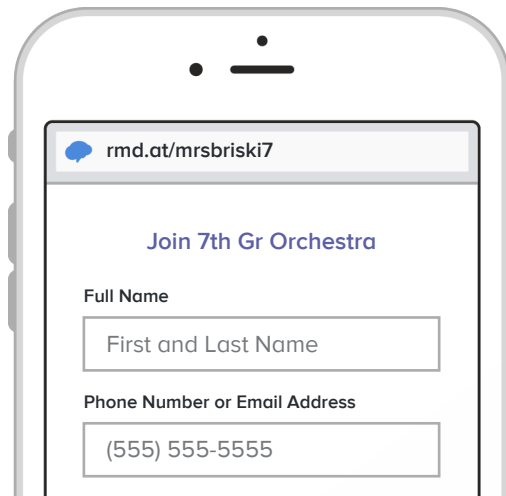 rmd.at/mrsbriski7
Join 7th Gr Orchestra
Full Name
First and Last Name
Phone Number or Email Address
(555) 555-5555